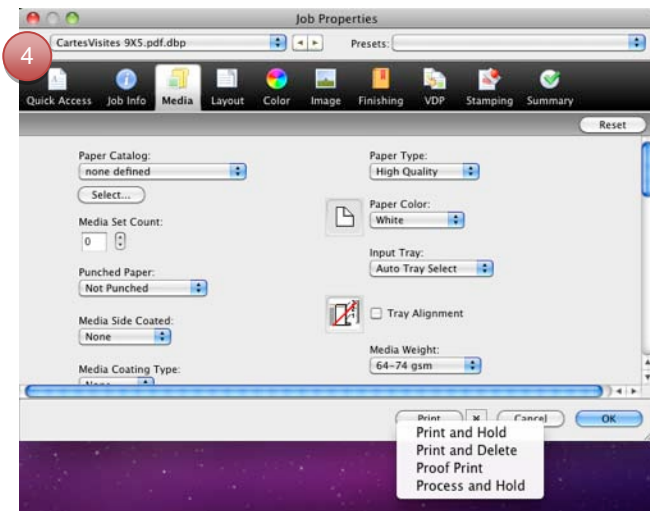 Job Properties
4
CartesVisites 9X5.pdf.dbp
Presets:
Quick Access Job Info Media Layout Color Image Finishing VDP Stamping Summary
Reset
Paper Catalog:
none defined
Select...
Media Set Count:
0
Punched Paper:
Not Punched
Media Side Coated:
None
Media Coating Type:
None
Paper Type:
High Quality
Paper Color:
White
Input Tray:
Auto Tray Select
Tray Alignment
Media Weight:
64-74 gsm
Print Cancel OK
Print and Hold
Print and Delete
Proof Print
Process and Hold